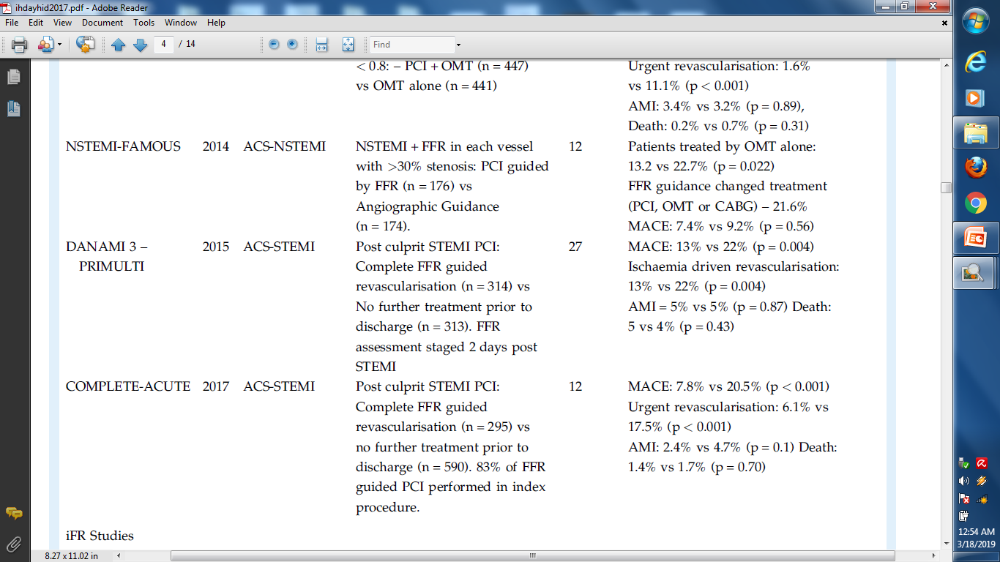 ihdayhid2017.pdf - Adobe Reader
File Edit View Document Tools Window Help
4 / 14
Find
< 0.8: – PCI + OMT (n = 447)
vs OMT alone (n = 441)
Urgent revascularisation: 1.6%
vs 11.1% (p < 0.001)
AMI: 3.4% vs 3.2% (p = 0.89),
Death: 0.2% vs 0.7% (p = 0.31)
NSTEMI-FAMOUS
2014
ACS-NSTEMI
NSTEMI + FFR in each vessel
with >30% stenosis: PCI guided
by FFR (n = 176) vs
Angiographic Guidance
(n = 174).
12
Patients treated by OMT alone:
13.2 vs 22.7% (p = 0.022)
FFR guidance changed treatment
(PCI, OMT or CABG) – 21.6%
MACE: 7.4% vs 9.2% (p = 0.56)
DANAMI 3 –
PRIMULTI
2015
ACS-STEMI
Post culprit STEMI PCI:
Complete FFR guided
revascularisation (n = 314) vs
No further treatment prior to
discharge (n = 313). FFR
assessment staged 2 days post
STEMI
27
MACE: 13% vs 22% (p = 0.004)
Ischaemia driven revascularisation:
13% vs 22% (p = 0.004)
AMI = 5% vs 5% (p = 0.87) Death:
5 vs 4% (p = 0.43)
COMPLETE-ACUTE
2017
ACS-STEMI
Post culprit STEMI PCI:
Complete FFR guided
revascularisation (n = 295) vs
no further treatment prior to
discharge (n = 590). 83% of FFR
guided PCI performed in index
procedure.
12
MACE: 7.8% vs 20.5% (p < 0.001)
Urgent revascularisation: 6.1% vs
17.5% (p < 0.001)
AMI: 2.4% vs 4.7% (p = 0.1) Death:
1.4% vs 1.7% (p = 0.70)
iFR Studies
8.27 x 11.02 in
12:54 AM
3/18/2019